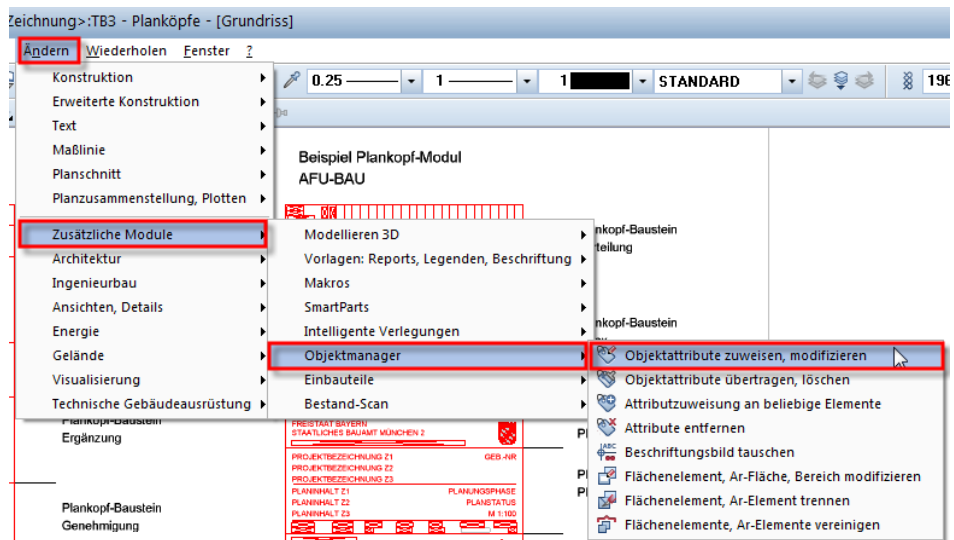 Zeichnung>:TB3 - Planköpfe - [Grundriss]
Ändern Wiederholen Fenster ?
0.25 1 1 STANDARD 196
Konstruktion
Erweiterte Konstruktion
Text
Maßlinie
Planschnitt
Planzusammenstellung, Plotten
Zusätzliche Module
Architektur
Ingenieurbau
Ansichten, Details
Energie
Gelände
Visualisierung
Technische Gebäudeausrüstung
Beispiel Plankopf-Modul
AFU-BAU
Modellieren 3D
Vorlagen: Reports, Legenden, Beschriftung
Makros
SmartParts
Intelligente Verlegungen
Objektmanager
Einbauteile
Bestand-Scan
nkopf-Baustein
teilung
nkopf-Baustein
Objektattribute zuweisen, modifizieren
Objektattribute übertragen, löschen
Attributzuweisung an beliebige Elemente
Attribute entfernen
Beschriftungsbild tauschen
Flächenelement, Ar-Fläche, Bereich modifizieren
Flächenelement, Ar-Element trennen
Flächenelemente, Ar-Elemente vereinigen
Plankopf-Baustein
Ergänzung
Plankopf-Baustein
Genehmigung
FREISTAAT BAYERN
STAATLICHES BAUAMT MÜNCHEN 2
PROJEKTBEZEICHNUNG Z1 GEB.-NR
PROJEKTBEZEICHNUNG Z2
PROJEKTBEZEICHNUNG Z3
PLANINHALT Z1 PLANUNGSPHASE
PLANINHALT Z2 PLANSTATUS
PLANINHALT Z3 M 1:100